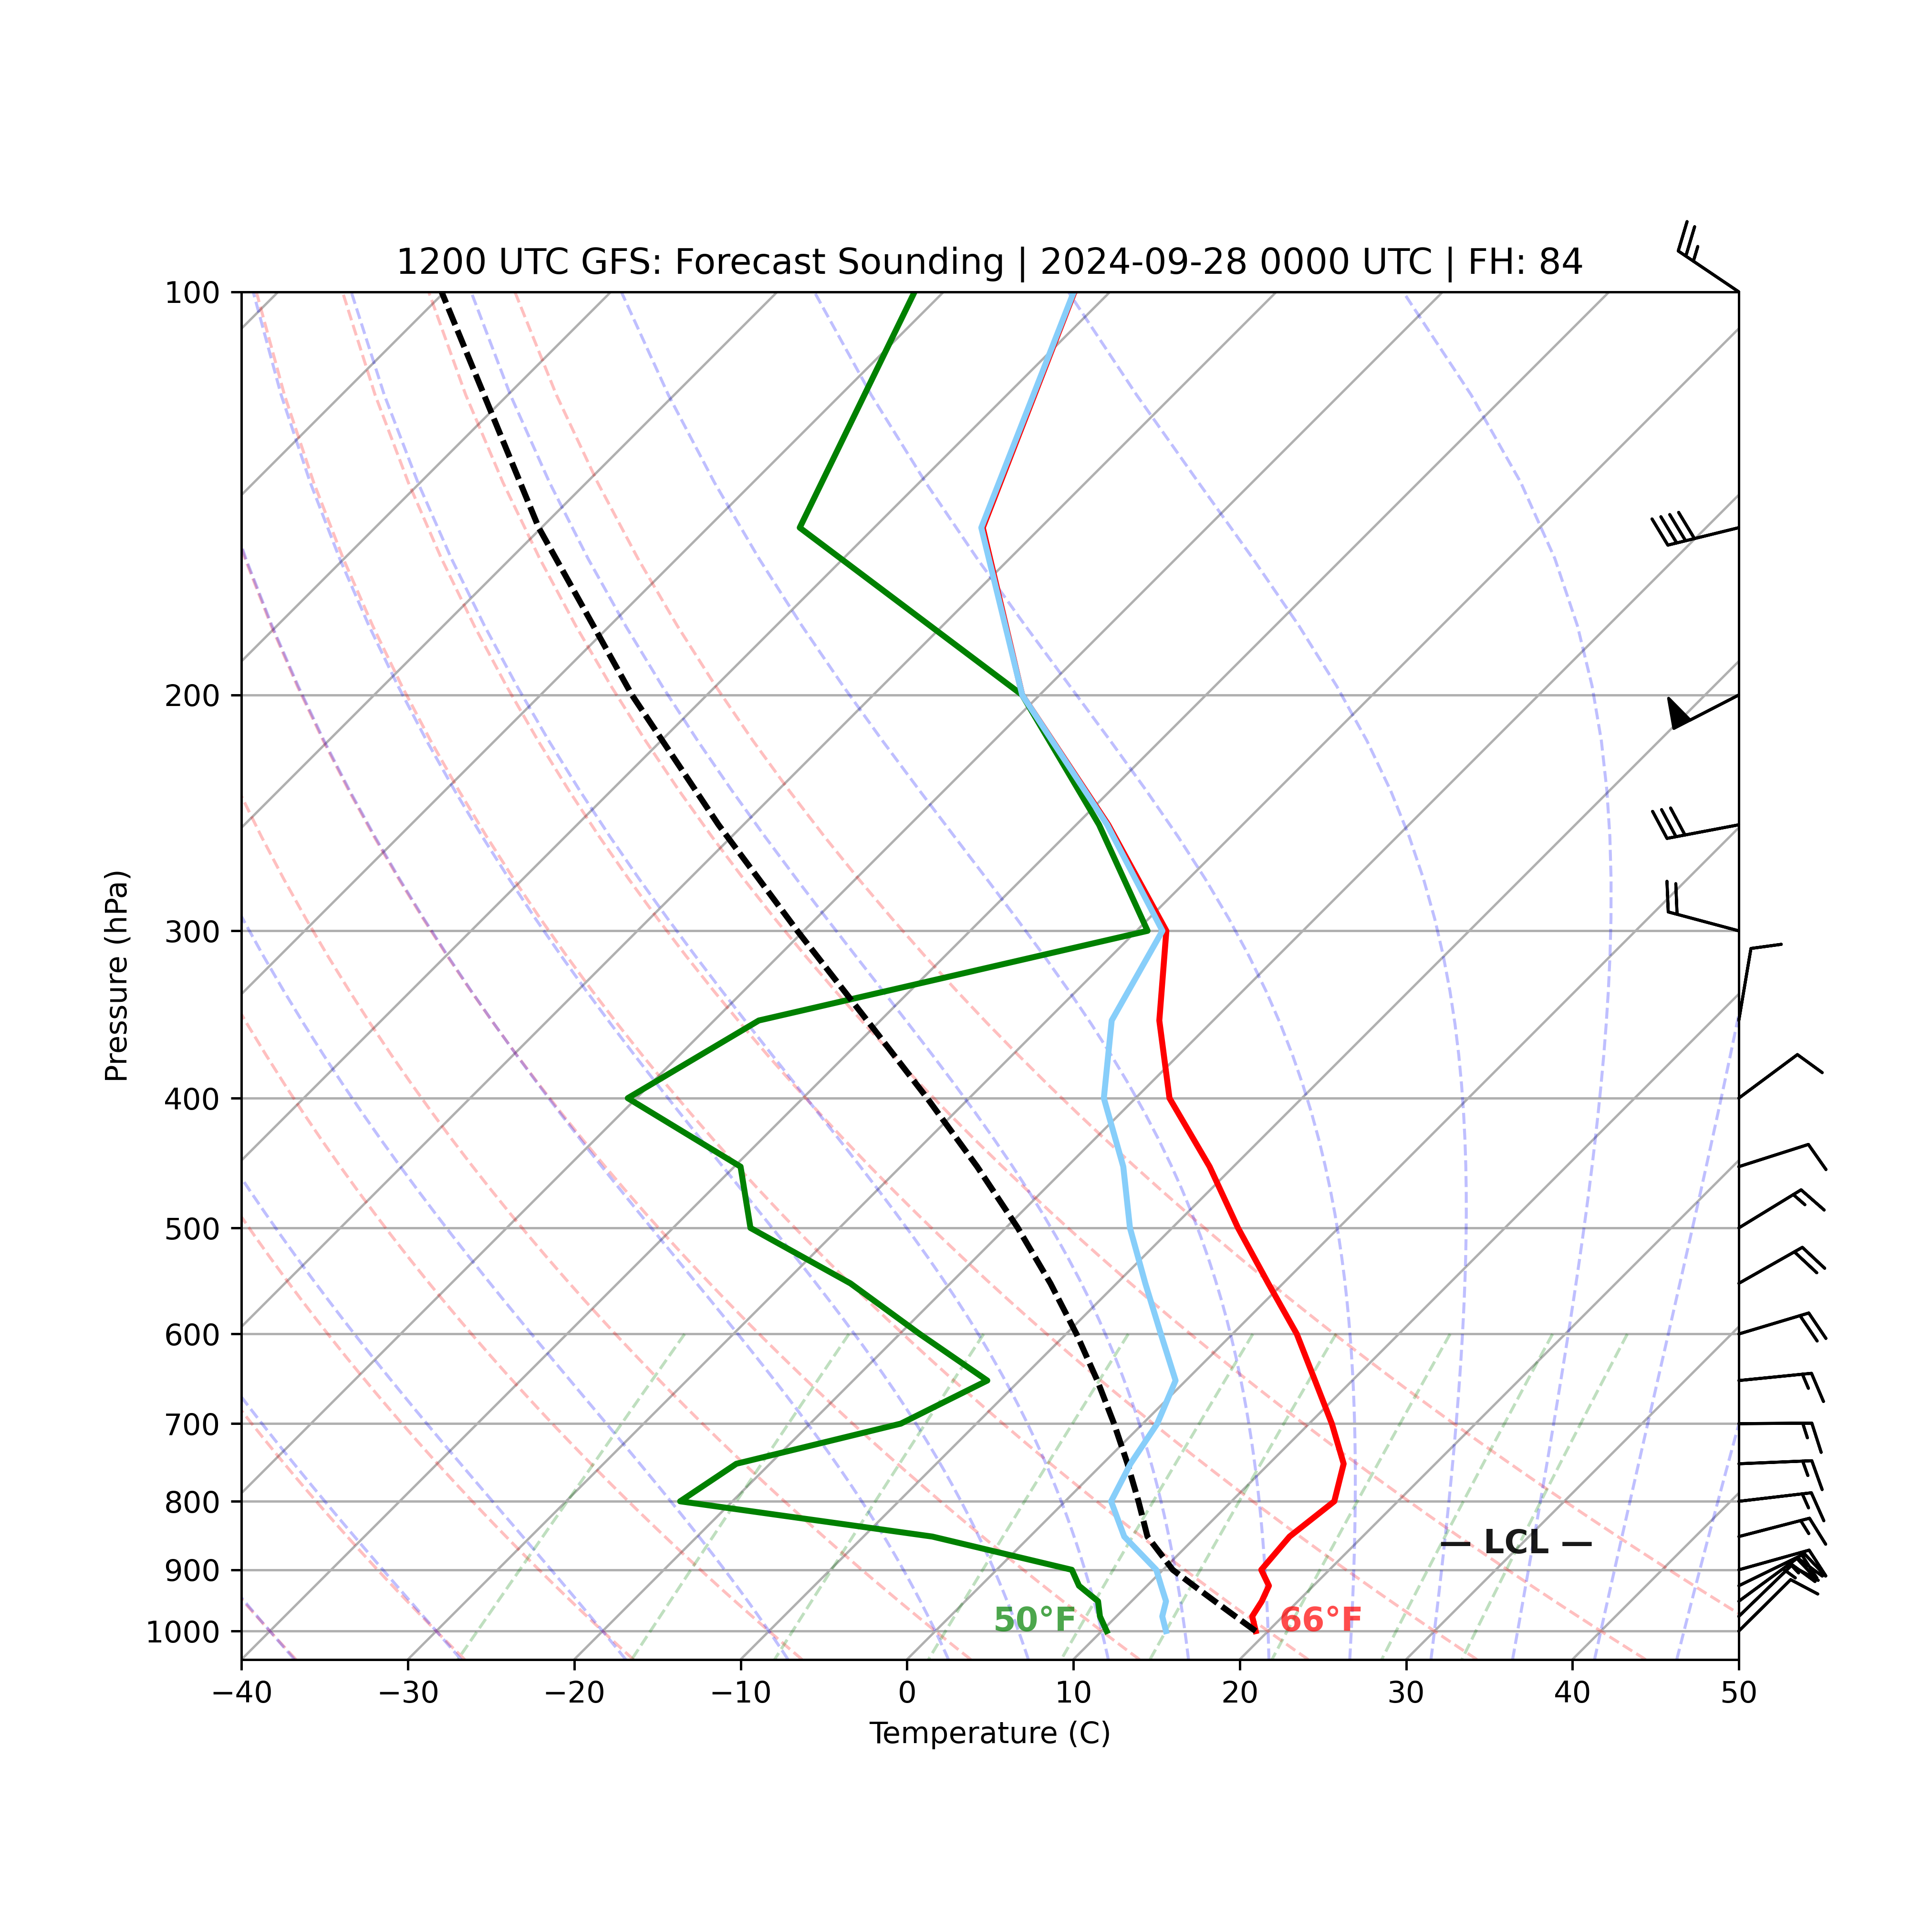 1200 UTC GFS: Forecast Sounding | 2024-09-28 0000 UTC | FH: 84
100
200
300
400
500
600
700
800
900
1000
Pressure (hPa)
— LCL —
50°F
66°F
−40 −30 −20 −10 0 10 20 30 40 50
Temperature (C)